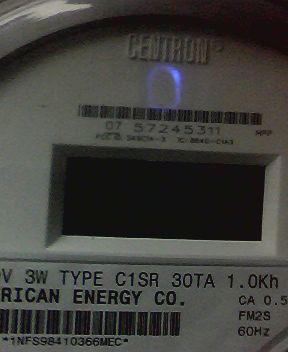 CENTRON
07 57245311
V 3W TYPE C1SR 30TA 1.0Kh
RICAN ENERGY CO.
CA 0.5
FM2S
60Hz
*1NFS98410366MEC*